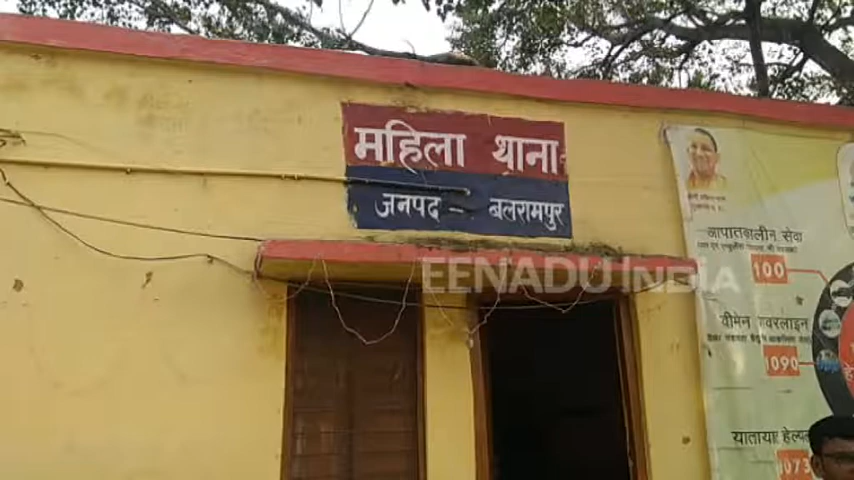 महिला थाना
जनपद - बलरामपुर
EENADU INDIA
आपातकालीन सेवा
100
वीमेन पावरलाइन
1090
यातायात
1073